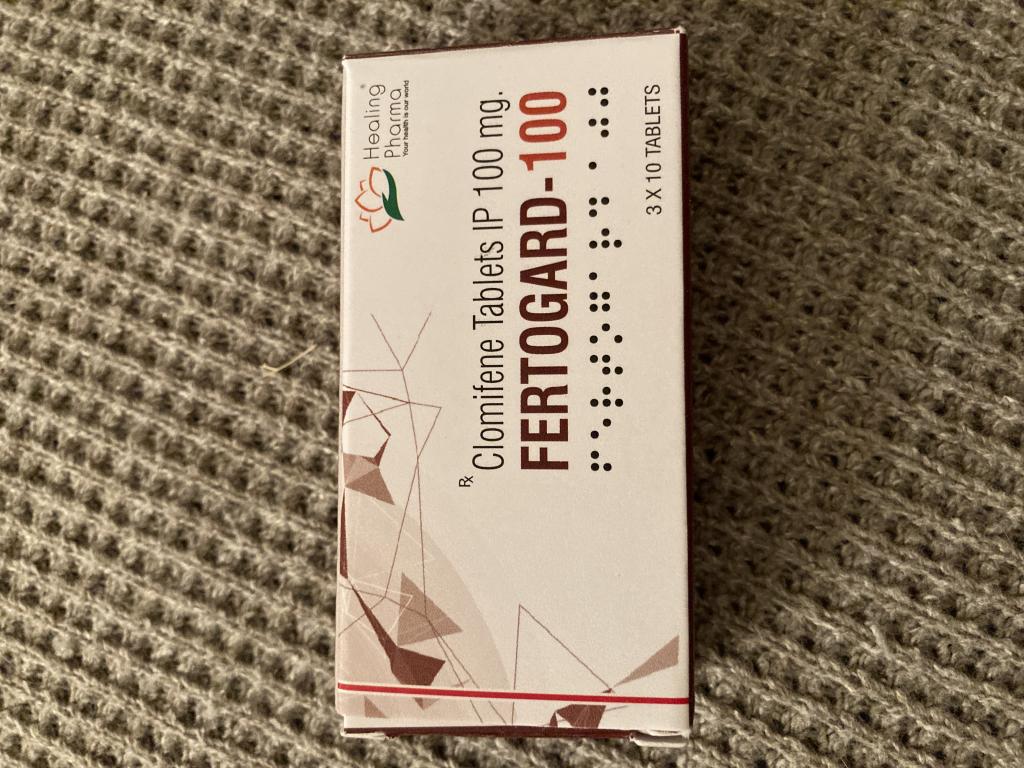 Healing®
Pharma
Your health is our world
Rx
Clomifene Tablets IP 100 mg.
FERTOGARD-100
3 X 10 TABLETS